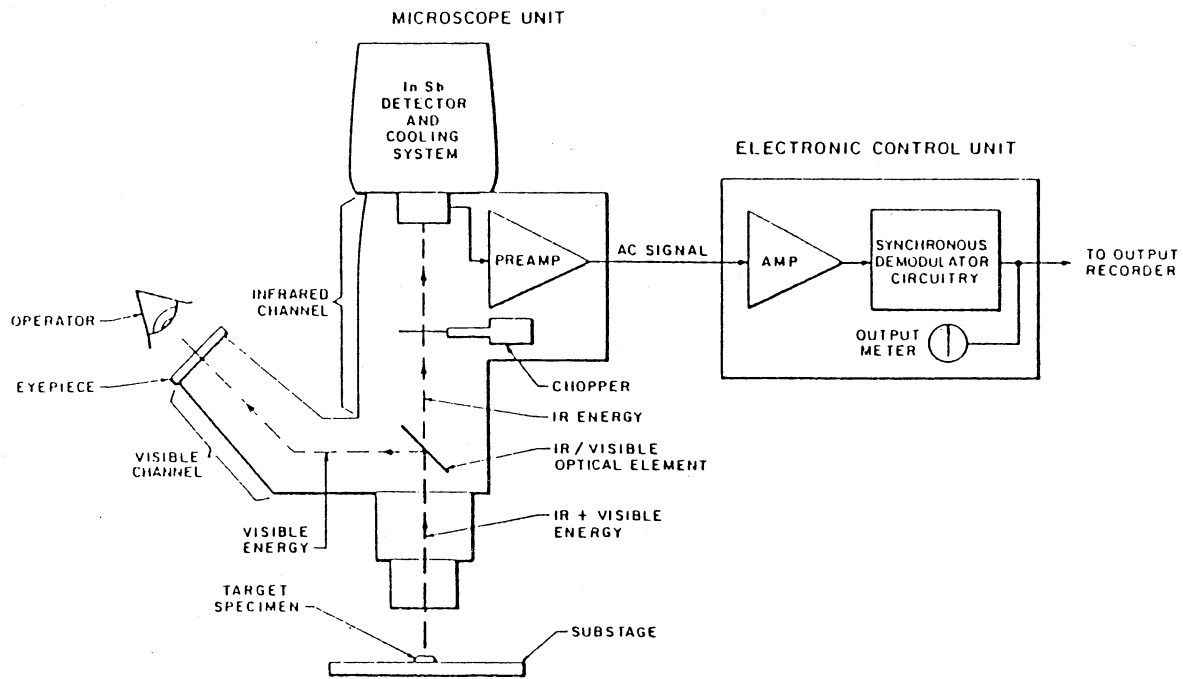 MICROSCOPE UNIT
In Sb
DETECTOR
AND
COOLING
SYSTEM
ELECTRONIC CONTROL UNIT
PREAMP
AC SIGNAL
AMP
SYNCHRONOUS
DEMODULATOR
CIRCUITRY
TO OUTPUT
RECORDER
OUTPUT
METER
INFRARED
CHANNEL
OPERATOR
EYEPIECE
CHOPPER
IR ENERGY
IR / VISIBLE
OPTICAL ELEMENT
VISIBLE
CHANNEL
IR + VISIBLE
ENERGY
VISIBLE
ENERGY
TARGET
SPECIMEN
SUBSTAGE